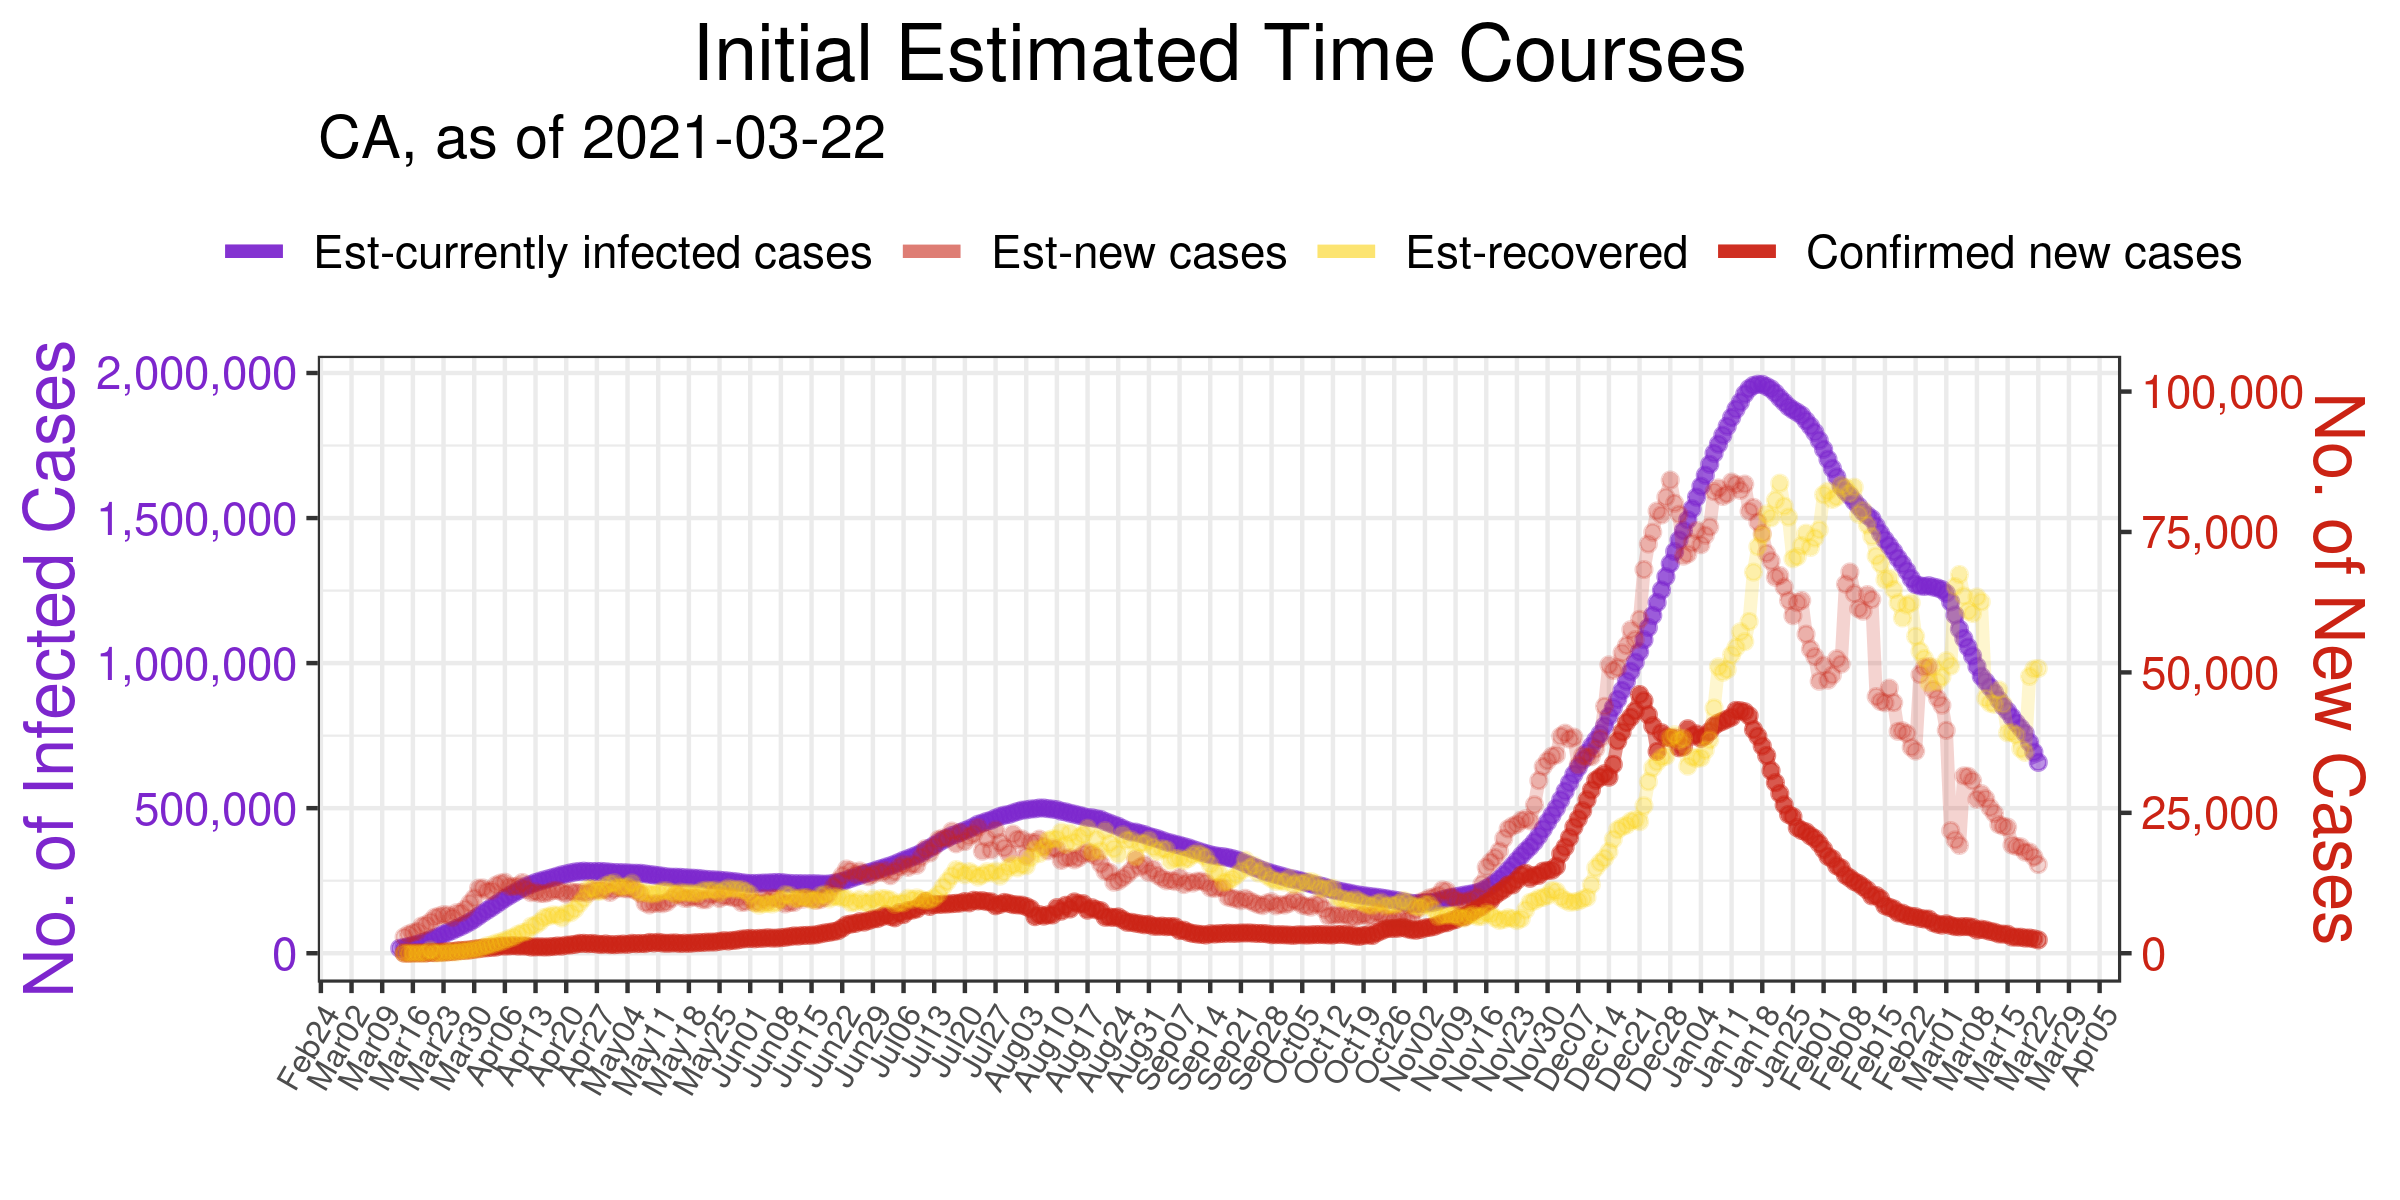 Initial Estimated Time Courses
CA, as of 2021-03-22
Est-currently infected cases
Est-new cases
Est-recovered
Confirmed new cases
No. of Infected Cases
2,000,000
1,500,000
1,000,000
500,000
0
100,000
75,000
50,000
25,000
0
No. of New Cases
Feb24
Mar02
Mar09
Mar16
Mar23
Mar30
Apr06
Apr13
Apr20
Apr27
May04
May11
May18
May25
Jun01
Jun08
Jun15
Jun22
Jun29
Jul06
Jul13
Jul20
Jul27
Aug03
Aug10
Aug17
Aug24
Aug31
Sep07
Sep14
Sep21
Sep28
Oct05
Oct12
Oct19
Oct26
Nov02
Nov09
Nov16
Nov23
Nov30
Dec07
Dec14
Dec21
Dec28
Jan04
Jan11
Jan18
Jan25
Feb01
Feb08
Feb15
Feb22
Mar01
Mar08
Mar15
Mar22
Mar29
Apr05